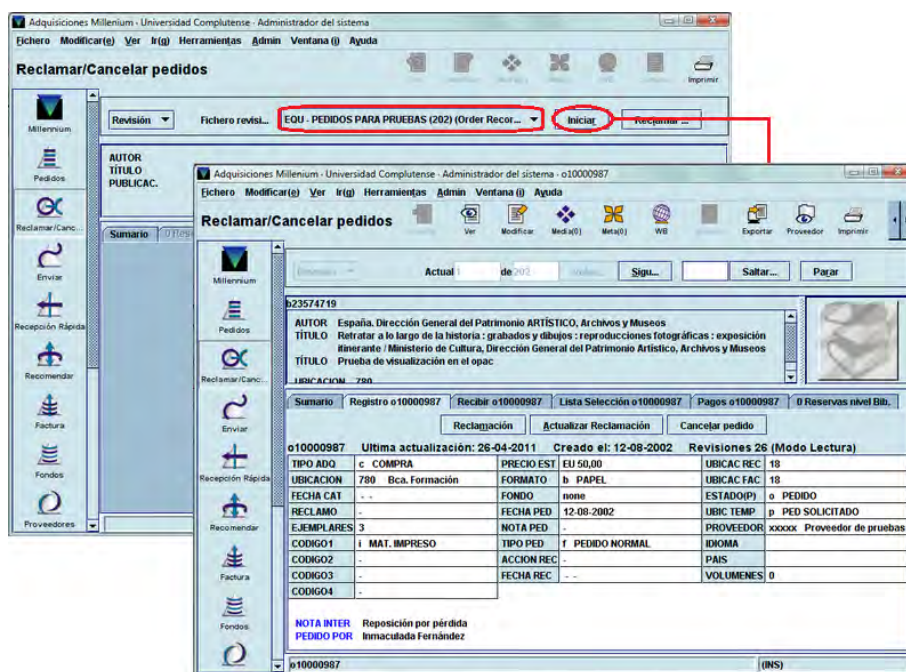 Adquisiciones Millenium - Universidad Complutense - Administrador del sistema
Fichero Modificar(e) Ver Ir(g) Herramientas Admin Ventana (i) Ayuda
Reclamar/Cancelar pedidos
Imprimir
Millennium
Pedidos
Reclamar/Canc...
Enviar
Recepción Rápida
Recomendar
Factura
Fondos
Proveedores
Revisión Fichero revisi... EQU - PEDIDOS PARA PRUEBAS (202) (Order Recor... Iniciar Reclamar ...
AUTOR
TÍTULO
PUBLICAC.
Sumario
Adquisiciones Millenium - Universidad Complutense - Administrador del sistema - o10000987
Fichero Modificar(e) Ver Ir(g) Herramientas Admin Ventana (i) Ayuda
Reclamar/Cancelar pedidos
Ver Modificar Media(0) Meta(0) WB Exportar Proveedor Imprimir
Millennium
Pedidos
Reclamar/Canc...
Enviar
Recepción Rápida
Recomendar
Factura
Fondos
Actual 1 de 202 Sigu... Saltar... Parar
b23574719
AUTOR España. Dirección General del Patrimonio ARTÍSTICO, Archivos y Museos
TÍTULO Retratar a lo largo de la historia : grabados y dibujos : reproducciones fotográficas : exposición
itinerante / Ministerio de Cultura, Dirección General del Patrimonio Artístico, Archivos y Museos
TÍTULO Prueba de visualización en el opac
UBICACION 780
Sumario Registro o10000987 Recibir o10000987 Lista Selección o10000987 Pagos o10000987 0 Reservas nivel Bib.
Reclamación Actualizar Reclamación Cancelar pedido
o10000987 Ultima actualización: 26-04-2011 Creado el: 12-08-2002 Revisiones 26 (Modo Lectura)
TIPO ADQ c COMPRA PRECIO EST EU 50,00 UBICAC REC 18
UBICACION 780 Bca. Formación FORMATO b PAPEL UBICAC FAC 18
FECHA CAT - - FONDO none ESTADO(P) o PEDIDO
RECLAMO - FECHA PED 12-08-2002 UBIC TEMP p PED SOLICITADO
EJEMPLARES 3 NOTA PED - PROVEEDOR xxxxx Proveedor de pruebas
CODIGO1 i MAT. IMPRESO TIPO PED f PEDIDO NORMAL IDIOMA
CODIGO2 - ACCION REC - PAIS
CODIGO3 - FECHA REC - - VOLUMENES 0
CODIGO4 -
NOTA INTER Reposición por pérdida
PEDIDO POR Inmaculada Fernández
o10000987 (INS)